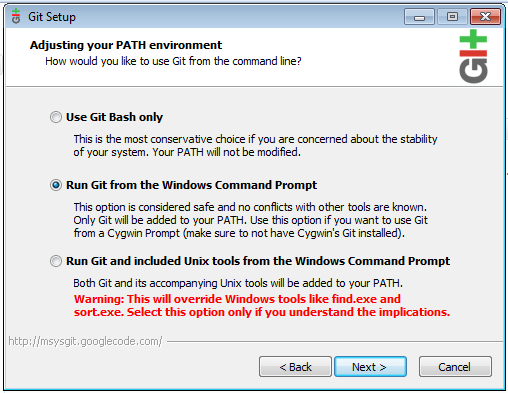 Git Setup
Adjusting your PATH environment
How would you like to use Git from the command line?
Git
Use Git Bash only
This is the most conservative choice if you are concerned about the stability
of your system. Your PATH will not be modified.
Run Git from the Windows Command Prompt
This option is considered safe and no conflicts with other tools are known.
Only Git will be added to your PATH. Use this option if you want to use Git
from a Cygwin Prompt (make sure to not have Cygwin's Git installed).
Run Git and included Unix tools from the Windows Command Prompt
Both Git and its accompanying Unix tools will be added to your PATH.
Warning: This will override Windows tools like find.exe and
sort.exe. Select this option only if you understand the implications.
http://msysgit.googlecode.com/
< Back
Next >
Cancel